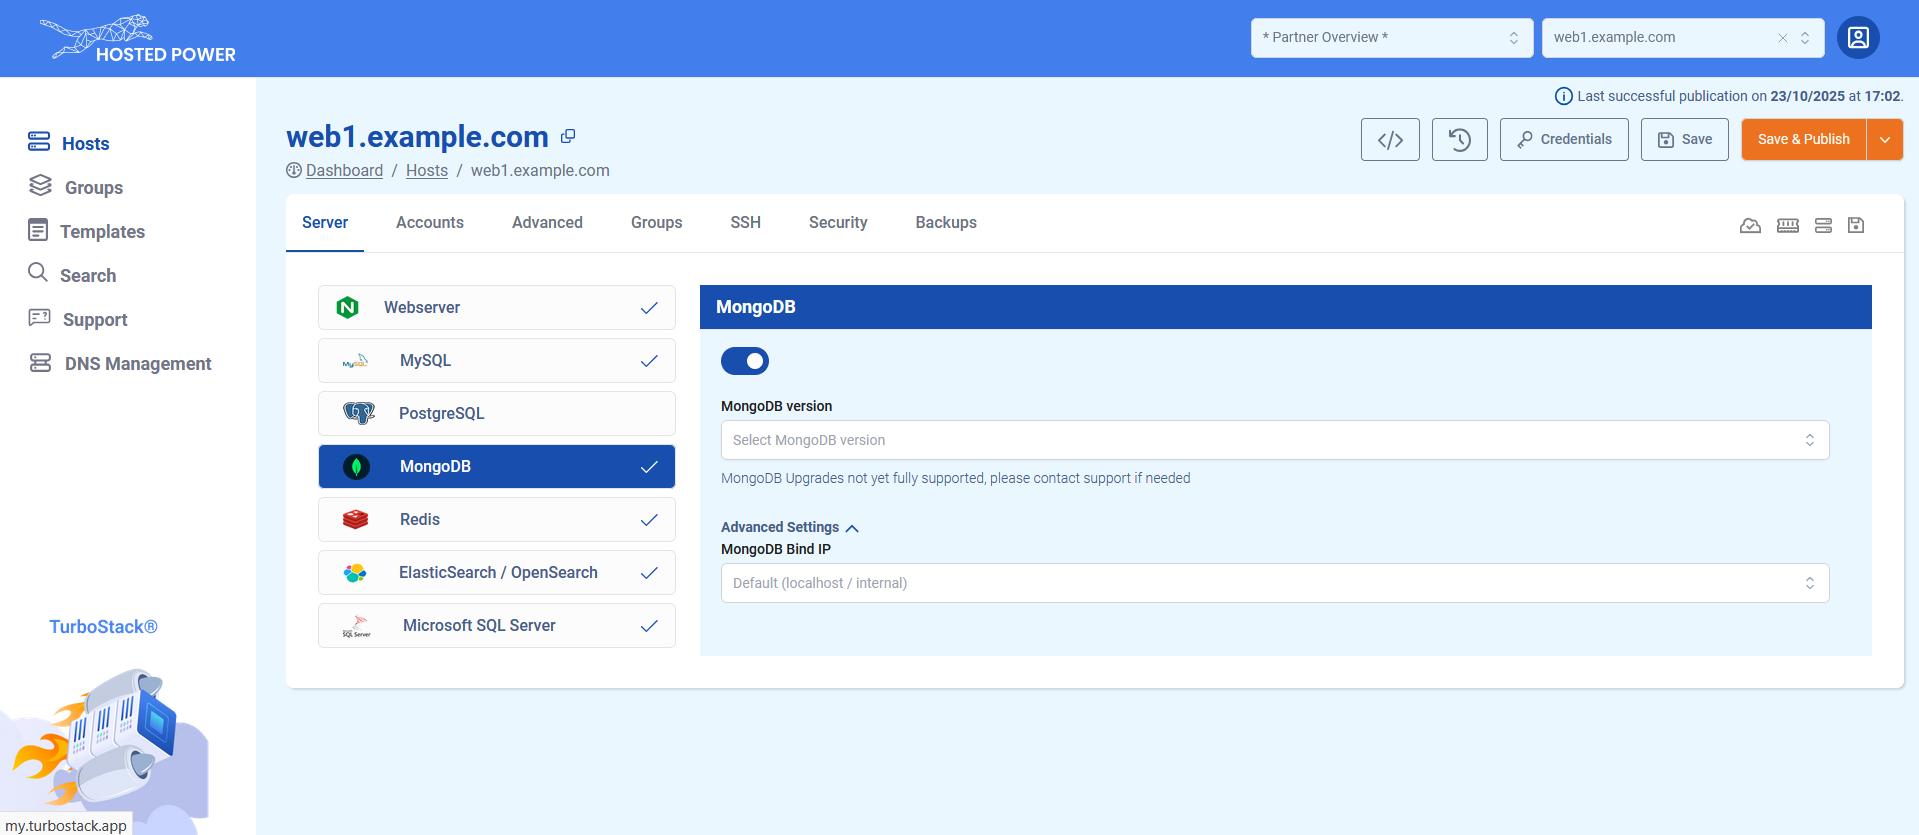 HOSTED POWER
* Partner Overview *
web1.example.com
Last successful publication on 23/10/2025 at 17:02.
web1.example.com
Dashboard / Hosts / web1.example.com
Credentials
Save
Save & Publish
Hosts
Groups
Templates
Search
Support
DNS Management
Server
Accounts
Advanced
Groups
SSH
Security
Backups
Webserver
MySQL
MySQL
PostgreSQL
MongoDB
Redis
ElasticSearch / OpenSearch
SQL Server
Microsoft SQL Server
MongoDB
MongoDB version
Select MongoDB version
MongoDB Upgrades not yet fully supported, please contact support if needed
Advanced Settings
MongoDB Bind IP
Default (localhost / internal)
TurboStack®
my.turbostack.app